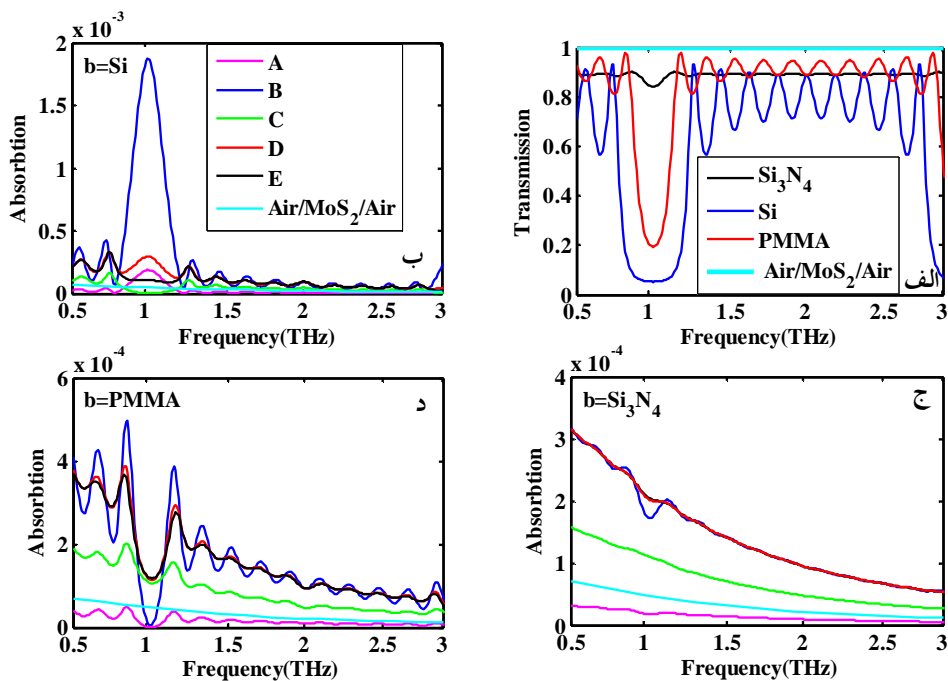 x 10⁻³
2
1.5
1
0.5
0
b=Si
A
B
C
D
E
Air/MoS₂/Air
ب
Absorbtion
0.5 1 1.5 2 2.5 3
Frequency(THz)
1
0.8
0.6
0.4
0.2
0
Si₃N₄
Si
PMMA
Air/MoS₂/Air
الف
Transmission
0.5 1 1.5 2 2.5 3
Frequency(THz)
x 10⁻⁴
6
4
2
0
b=PMMA
د
Absorbtion
0.5 1 1.5 2 2.5 3
Frequency(THz)
x 10⁻⁴
4
3
2
1
0
b=Si₃N₄
ج
Absorbtion
0.5 1 1.5 2 2.5 3
Frequency(THz)